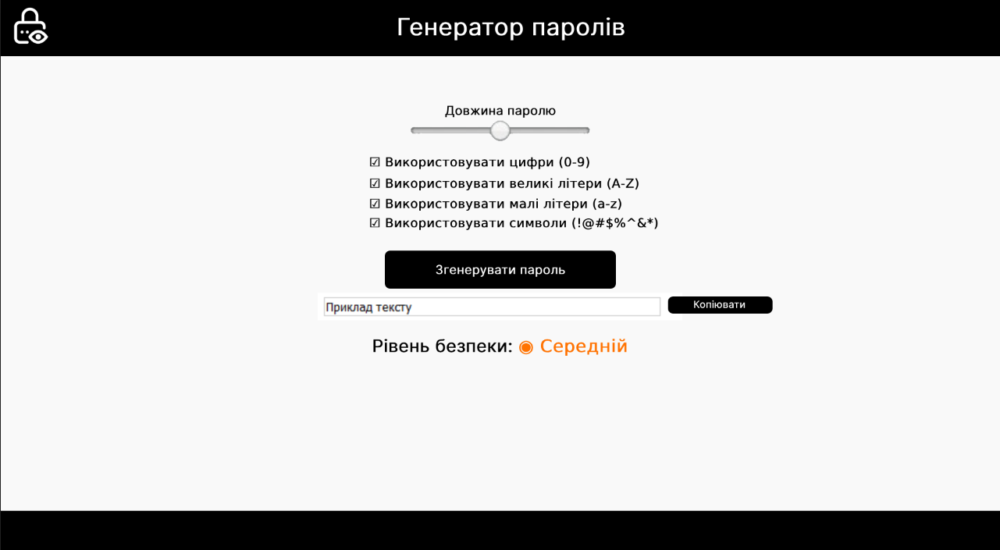 Генератор паролів
Довжина паролю
☑ Використовувати цифри (0-9)
☑ Використовувати великі літери (A-Z)
☑ Використовувати малі літери (a-z)
☑ Використовувати символи (!@#$%^&*)
Згенерувати пароль
Приклад тексту Копіювати
Рівень безпеки: ◉ Середній